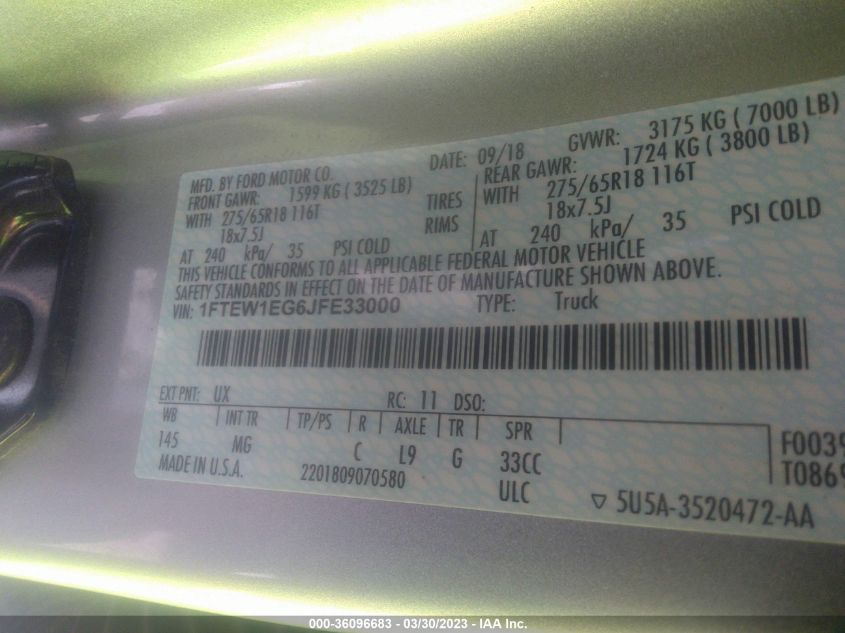 MFD. BY FORD MOTOR CO.
DATE: 09/18 GVWR: 3175 KG ( 7000 LB)
FRONT GAWR: 1599 KG ( 3525 LB)
REAR GAWR: 1724 KG ( 3800 LB)
WITH 275/65R18 116T TIRES WITH 275/65R18 116T
18x7.5J RIMS 18x7.5J
AT 240 kPa/ 35 PSI COLD AT 240 kPa/ 35 PSI COLD
THIS VEHICLE CONFORMS TO ALL APPLICABLE FEDERAL MOTOR VEHICLE
SAFETY STANDARDS IN EFFECT ON THE DATE OF MANUFACTURE SHOWN ABOVE.
VIN: 1FTEW1EG6JFE33000 TYPE: Truck
EXT PNT: UX RC: 11 DSO:
WB INT TR TP/PS R AXLE TR SPR
145 MG C L9 G 33CC F0039
MADE IN U.S.A. 2201809070580 ULC T0869
▽ 5U5A-3520472-AA
000-36096683 - 03/30/2023 - IAA Inc.